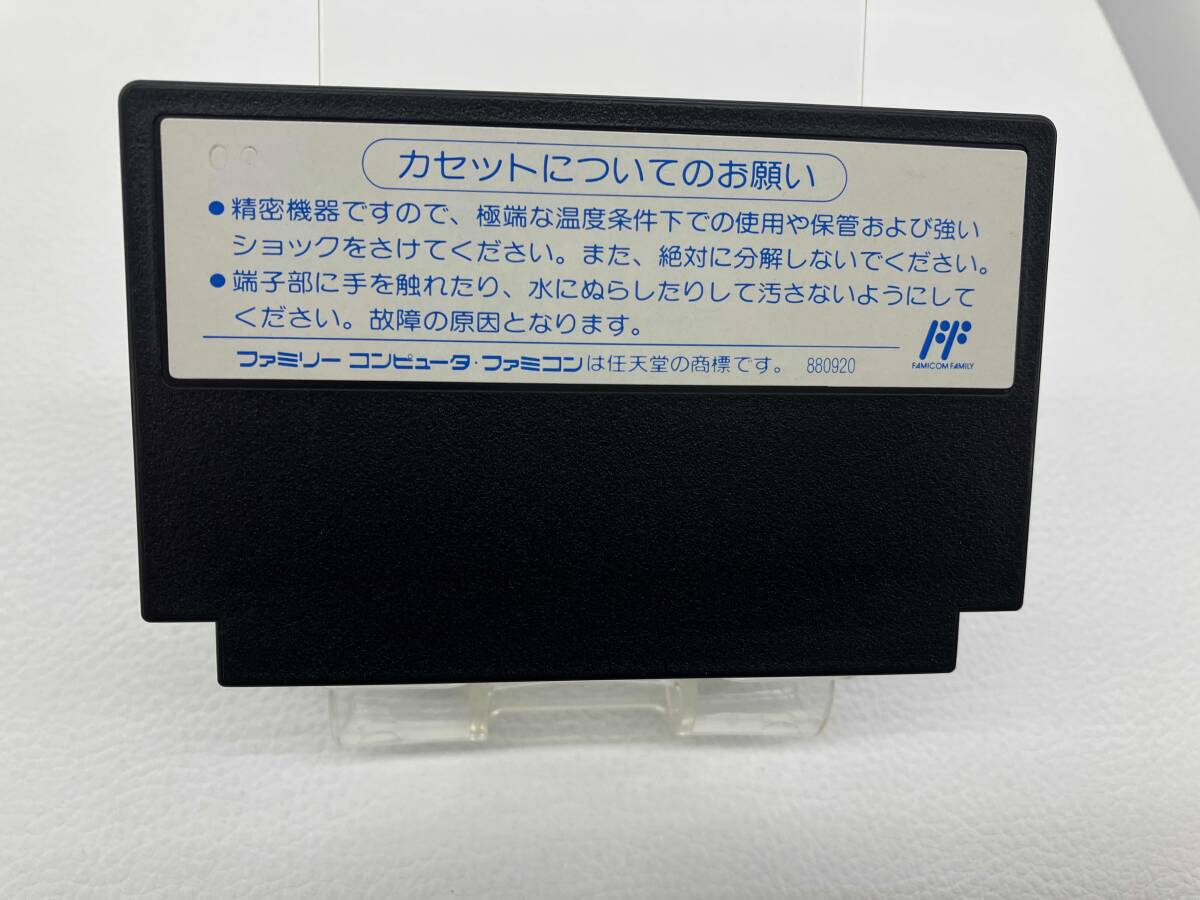 カセットについてのお願い
●精密機器ですので、極端な温度条件下での使用や保管および強い
ショックをさけてください。また、絶対に分解しないでください。
●端子部に手を触れたり、水にぬらしたりして汚さないようにして
ください。故障の原因となります。
ファミリー コンピュータ・ファミコンは任天堂の商標です。 880920
FAMICOM FAMILY